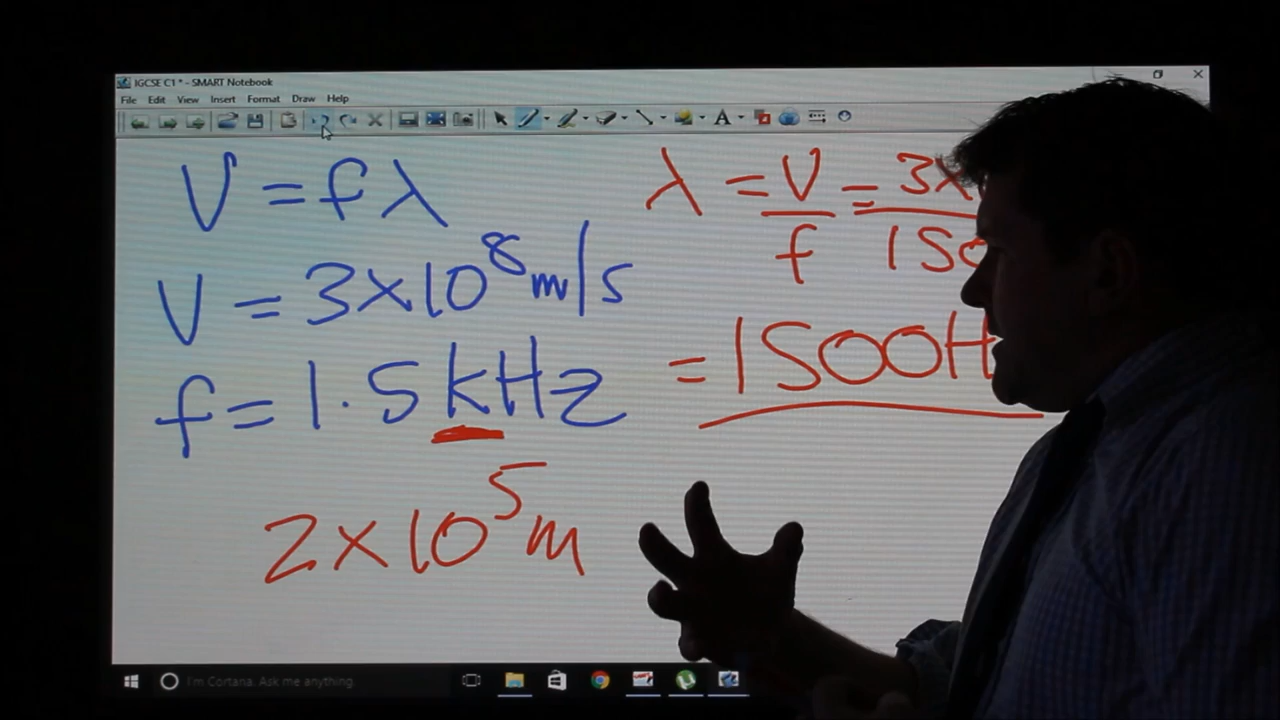 IGCSE C1 * - SMART Notebook
File Edit View Insert Format Draw Help
V = fλ
V = 3×10⁸ m/s
f = 1.5 kHz
2×10⁵ m
λ = V/f = 3×
= 1500H
I'm Cortana. Ask me anything.